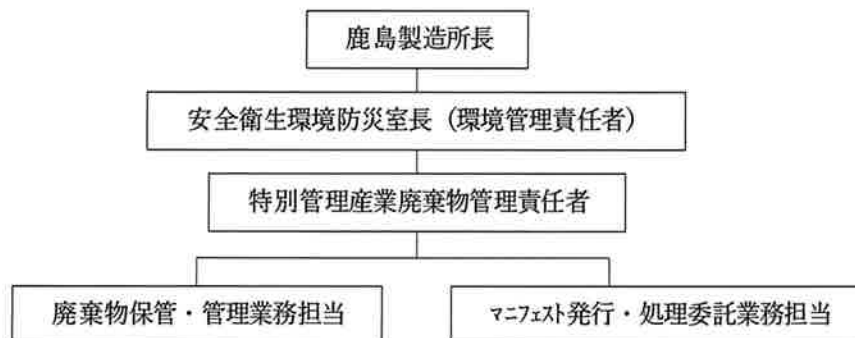 鹿島製造所長
安全衛生環境防災室長（環境管理責任者）
特別管理産業廃棄物管理責任者
廃棄物保管・管理業務担当
ﾏﾆﾌｪｽﾄ発行・処理委託業務担当